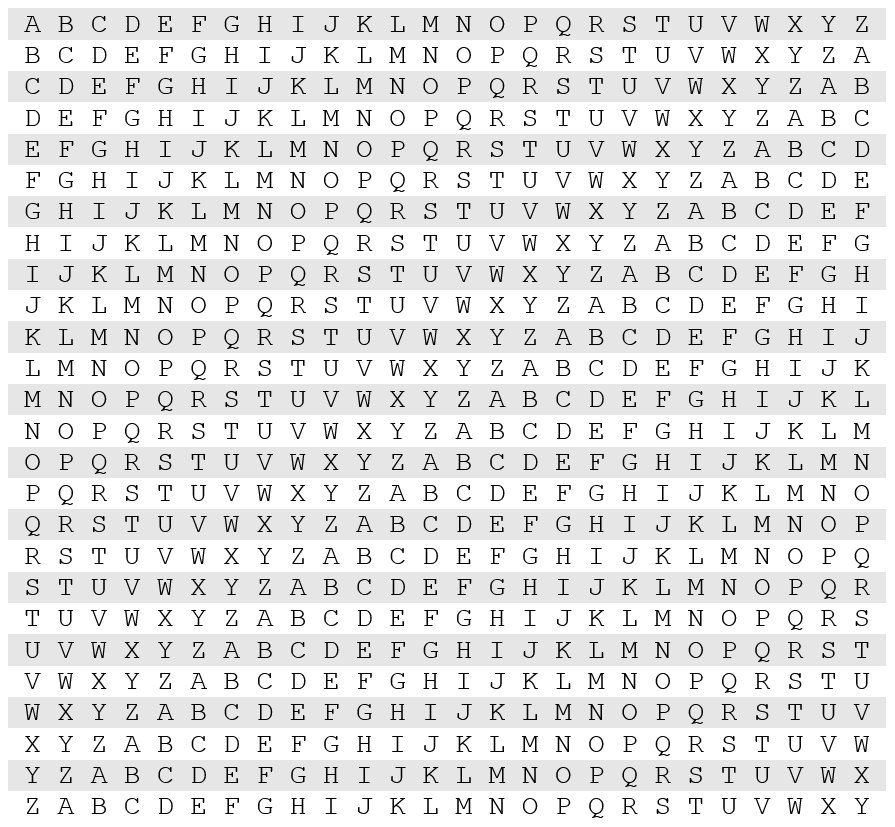 A B C D E F G H I J K L M N O P Q R S T U V W X Y Z
B C D E F G H I J K L M N O P Q R S T U V W X Y Z A
C D E F G H I J K L M N O P Q R S T U V W X Y Z A B
D E F G H I J K L M N O P Q R S T U V W X Y Z A B C
E F G H I J K L M N O P Q R S T U V W X Y Z A B C D
F G H I J K L M N O P Q R S T U V W X Y Z A B C D E
G H I J K L M N O P Q R S T U V W X Y Z A B C D E F
H I J K L M N O P Q R S T U V W X Y Z A B C D E F G
I J K L M N O P Q R S T U V W X Y Z A B C D E F G H
J K L M N O P Q R S T U V W X Y Z A B C D E F G H I
K L M N O P Q R S T U V W X Y Z A B C D E F G H I J
L M N O P Q R S T U V W X Y Z A B C D E F G H I J K
M N O P Q R S T U V W X Y Z A B C D E F G H I J K L
N O P Q R S T U V W X Y Z A B C D E F G H I J K L M
O P Q R S T U V W X Y Z A B C D E F G H I J K L M N
P Q R S T U V W X Y Z A B C D E F G H I J K L M N O
Q R S T U V W X Y Z A B C D E F G H I J K L M N O P
R S T U V W X Y Z A B C D E F G H I J K L M N O P Q
S T U V W X Y Z A B C D E F G H I J K L M N O P Q R
T U V W X Y Z A B C D E F G H I J K L M N O P Q R S
U V W X Y Z A B C D E F G H I J K L M N O P Q R S T
V W X Y Z A B C D E F G H I J K L M N O P Q R S T U
W X Y Z A B C D E F G H I J K L M N O P Q R S T U V
X Y Z A B C D E F G H I J K L M N O P Q R S T U V W
Y Z A B C D E F G H I J K L M N O P Q R S T U V W X
Z A B C D E F G H I J K L M N O P Q R S T U V W X Y